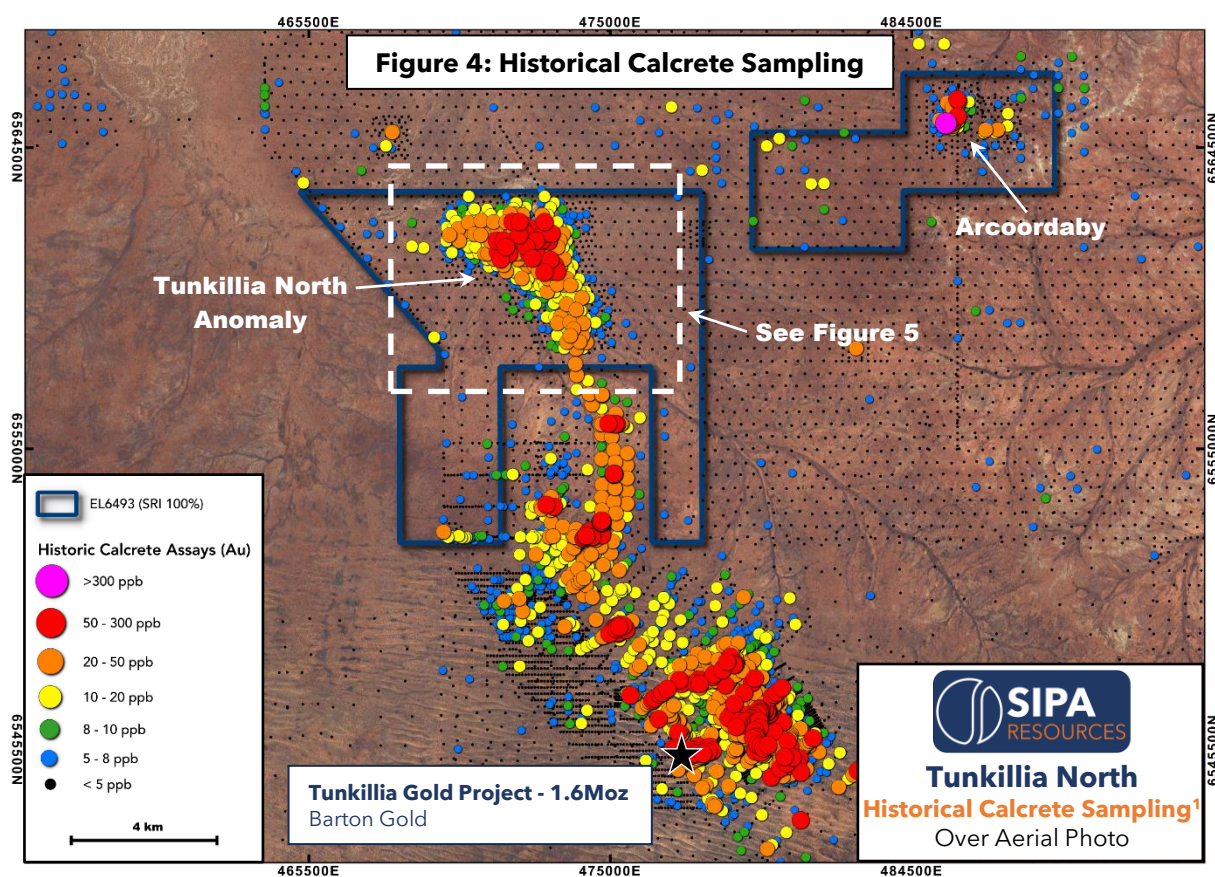 465500E
475000E
484500E
Figure 4: Historical Calcrete Sampling
6564500N
6564500N
Arcoordaby
Tunkillia North
Anomaly
See Figure 5
6555000N
6555000N
EL6493 (SRI 100%)
Historic Calcrete Assays (Au)
>300 ppb
50 - 300 ppb
20 - 50 ppb
10 - 20 ppb
8 - 10 ppb
5 - 8 ppb
< 5 ppb
4 km
6545500N
6545500N
Tunkillia Gold Project - 1.6Moz
Barton Gold
SIPA
RESOURCES
Tunkillia North
Historical Calcrete Sampling¹
Over Aerial Photo
465500E
475000E
484500E